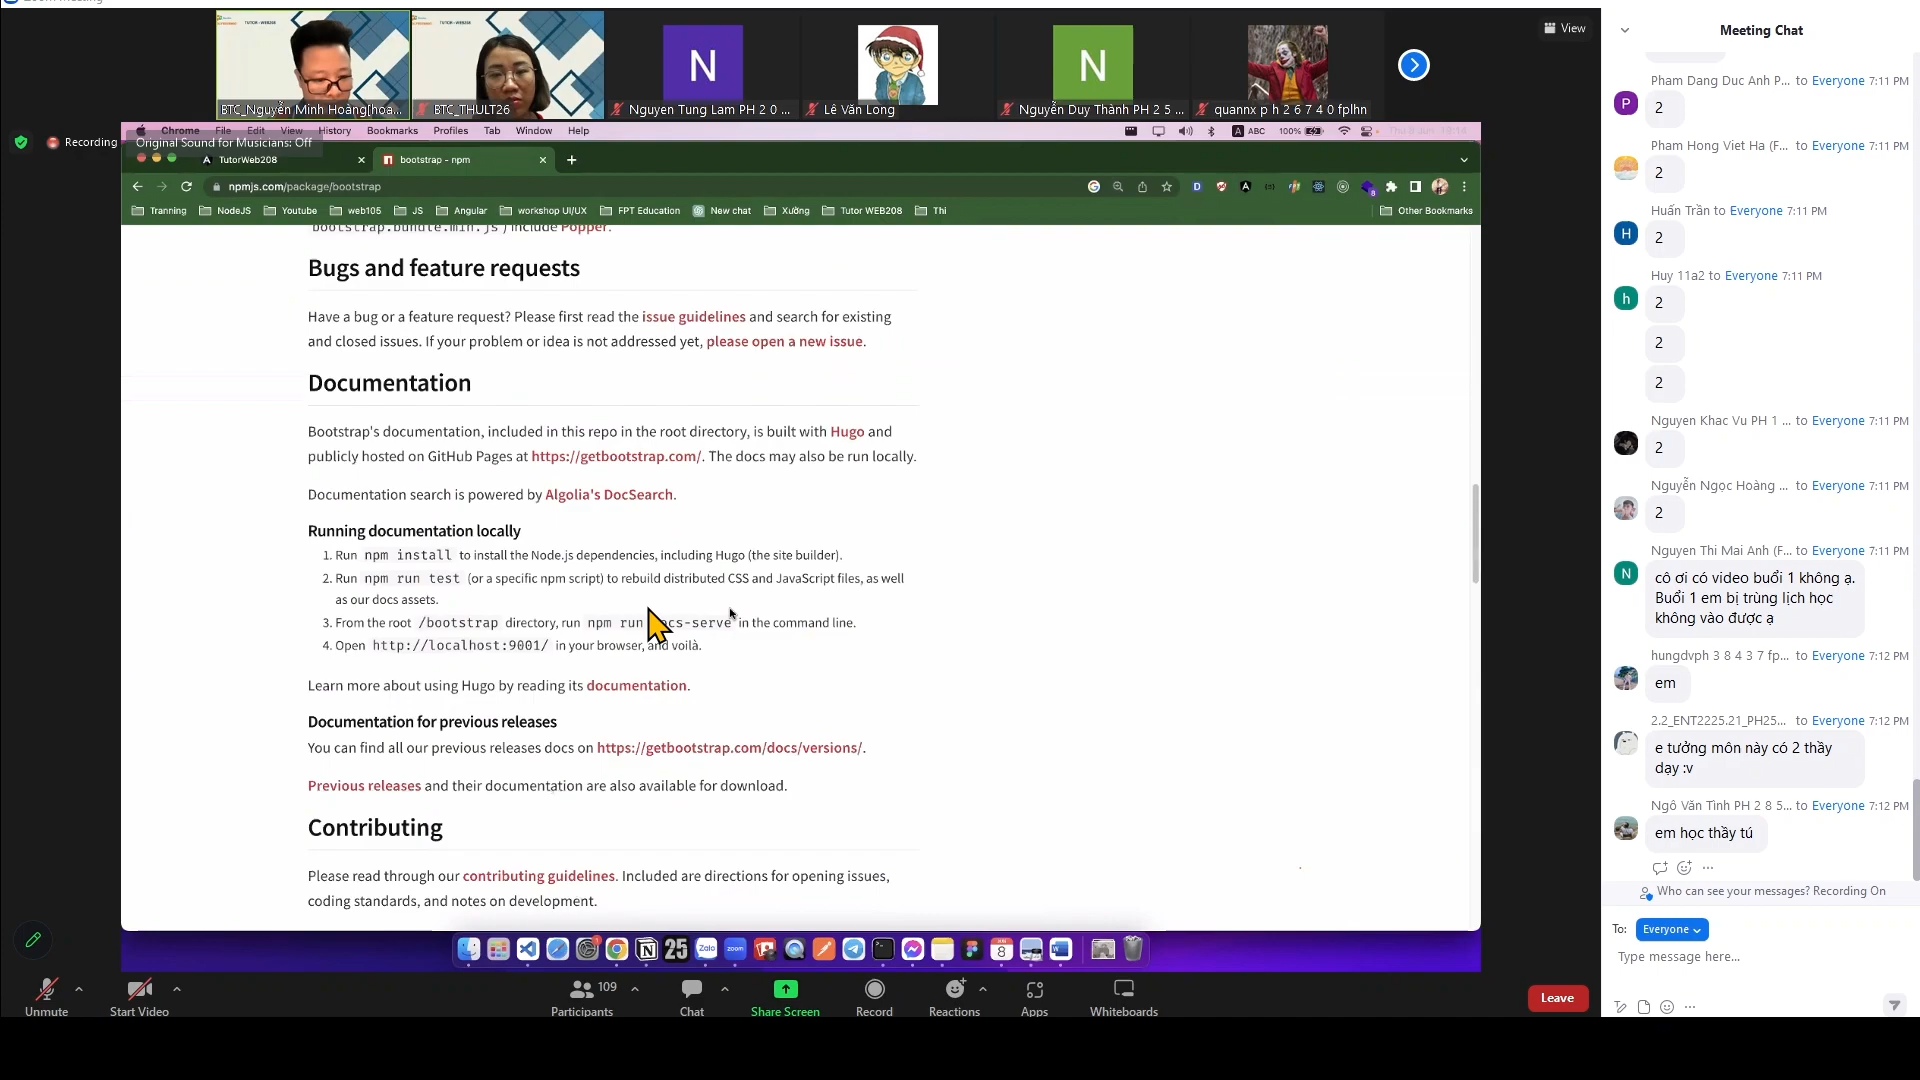 View
BTC_Nguyễn Minh Hoàng[hoa...
BTC_THULT26
N
Nguyen Tung Lam PH 2 0 ...
Lê Văn Long
N
Nguyễn Duy Thành PH 2 5 ...
quannx p h 2 6 7 4 0 fplhn
Recording
Chrome File Edit View History Bookmarks Profiles Tab Window Help
ABC 100%
Original Sound for Musicians: Off
TutorWeb208
bootstrap - npm
npmjs.com/package/bootstrap
Tranning NodeJS Youtube web105 JS Angular workshop UI/UX FPT Education New chat Xưởng Tutor WEB208 Thi Other Bookmarks
bootstrap.bundle.min.js ) include Popper.
Bugs and feature requests
Have a bug or a feature request? Please first read the issue guidelines and search for existing
and closed issues. If your problem or idea is not addressed yet, please open a new issue.
Documentation
Bootstrap's documentation, included in this repo in the root directory, is built with Hugo and
publicly hosted on GitHub Pages at https://getbootstrap.com/. The docs may also be run locally.
Documentation search is powered by Algolia's DocSearch.
Running documentation locally
1. Run npm install to install the Node.js dependencies, including Hugo (the site builder).
2. Run npm run test (or a specific npm script) to rebuild distributed CSS and JavaScript files, as well
as our docs assets.
3. From the root /bootstrap directory, run npm run docs-serve in the command line.
4. Open http://localhost:9001/ in your browser, and voilà.
Learn more about using Hugo by reading its documentation.
Documentation for previous releases
You can find all our previous releases docs on https://getbootstrap.com/docs/versions/.
Previous releases and their documentation are also available for download.
Contributing
Please read through our contributing guidelines. Included are directions for opening issues,
coding standards, and notes on development.
25
Zalo
zoom
8
Unmute
Start Video
109
Participants
Chat
Share Screen
Record
Reactions
Apps
Whiteboards
Leave
Meeting Chat
Pham Dang Duc Anh P... to Everyone 7:11 PM
P
2
Pham Hong Viet Ha (F... to Everyone 7:11 PM
2
Huấn Trần to Everyone 7:11 PM
H
2
Huy 11a2 to Everyone 7:11 PM
h
2
2
2
Nguyen Khac Vu PH 1 ... to Everyone 7:11 PM
2
Nguyễn Ngọc Hoàng ... to Everyone 7:11 PM
2
Nguyen Thi Mai Anh (F... to Everyone 7:11 PM
N
cô ơi có video buổi 1 không ạ.
Buổi 1 em bị trùng lịch học
không vào được ạ
hungdvph 3 8 4 3 7 fp... to Everyone 7:12 PM
em
2.2_ENT2225.21_PH25... to Everyone 7:12 PM
e tưởng môn này có 2 thầy
dạy :v
Ngô Văn Tình PH 2 8 5... to Everyone 7:12 PM
em học thầy tú
Who can see your messages? Recording On
To: Everyone
Type message here...